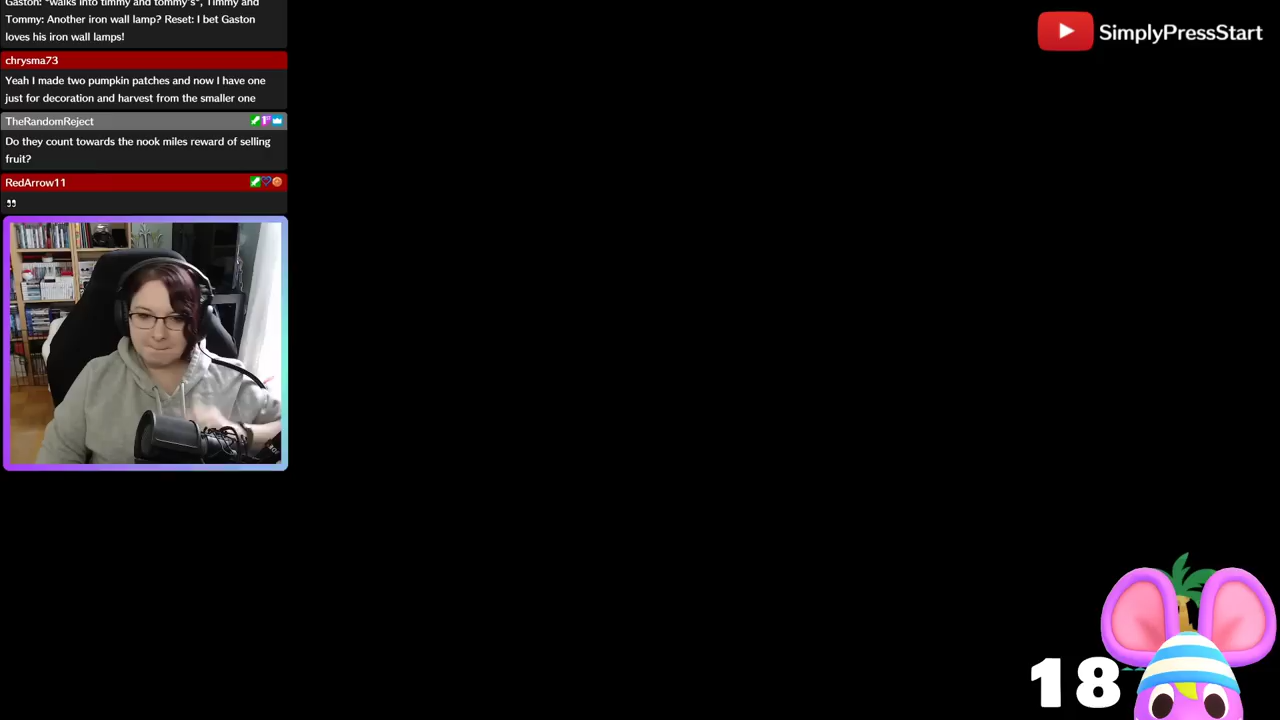 Gaston: *walks into timmy and tommy's*, Timmy and
Tommy: Another iron wall lamp? Reset: I bet Gaston
loves his iron wall lamps!
chrysma73
Yeah I made two pumpkin patches and now I have one
just for decoration and harvest from the smaller one
TheRandomReject
Do they count towards the nook miles reward of selling
fruit?
RedArrow11
SimplyPressStart
18